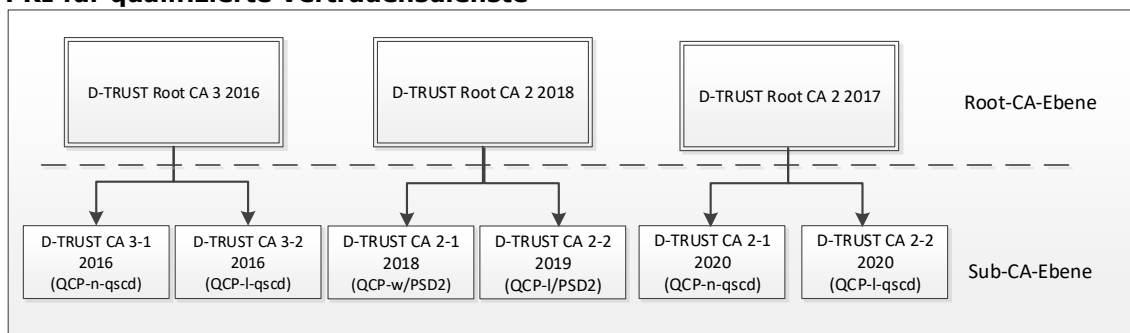 PKI für qualifizierte Vertrauensdienste
D-TRUST Root CA 3 2016
D-TRUST Root CA 2 2018
D-TRUST Root CA 2 2017
Root-CA-Ebene
D-TRUST CA 3-1
2016
(QCP-n-qscd)
D-TRUST CA 3-2
2016
(QCP-l-qscd)
D-TRUST CA 2-1
2018
(QCP-w/PSD2)
D-TRUST CA 2-2
2019
(QCP-l/PSD2)
D-TRUST CA 2-1
2020
(QCP-n-qscd)
D-TRUST CA 2-2
2020
(QCP-l-qscd)
Sub-CA-Ebene